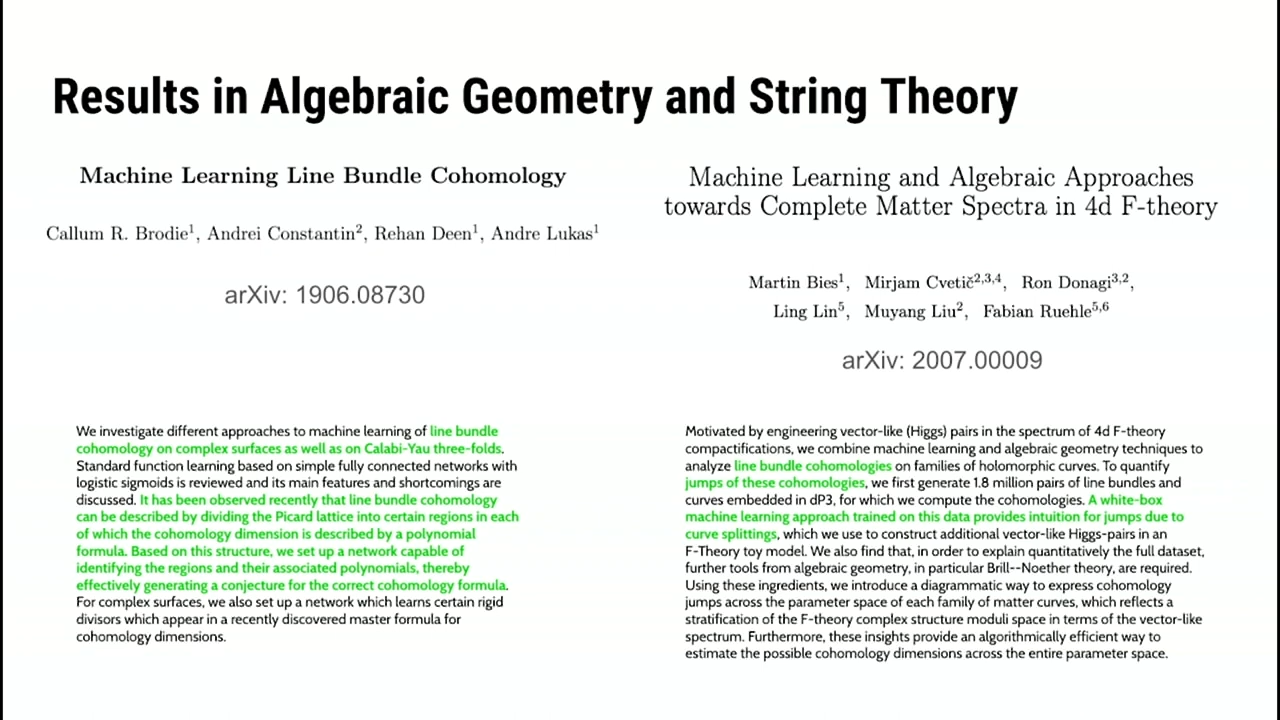 Results in Algebraic Geometry and String Theory
Machine Learning Line Bundle Cohomology
Callum R. Brodie¹, Andrei Constantin², Rehan Deen¹, Andre Lukas¹
arXiv: 1906.08730
We investigate different approaches to machine learning of line bundle
cohomology on complex surfaces as well as on Calabi-Yau three-folds.
Standard function learning based on simple fully connected networks with
logistic sigmoids is reviewed and its main features and shortcomings are
discussed. It has been observed recently that line bundle cohomology
can be described by dividing the Picard lattice into certain regions in each
of which the cohomology dimension is described by a polynomial
formula. Based on this structure, we set up a network capable of
identifying the regions and their associated polynomials, thereby
effectively generating a conjecture for the correct cohomology formula.
For complex surfaces, we also set up a network which learns certain rigid
divisors which appear in a recently discovered master formula for
cohomology dimensions.
Machine Learning and Algebraic Approaches
towards Complete Matter Spectra in 4d F-theory
Martin Bies¹, Mirjam Cvetič²,³,⁴, Ron Donagi³,²,
Ling Lin⁵, Muyang Liu², Fabian Ruehle⁵,⁶
arXiv: 2007.00009
Motivated by engineering vector-like (Higgs) pairs in the spectrum of 4d F-theory
compactifications, we combine machine learning and algebraic geometry techniques to
analyze line bundle cohomologies on families of holomorphic curves. To quantify
jumps of these cohomologies, we first generate 1.8 million pairs of line bundles and
curves embedded in dP3, for which we compute the cohomologies. A white-box
machine learning approach trained on this data provides intuition for jumps due to
curve splittings, which we use to construct additional vector-like Higgs-pairs in an
F-Theory toy model. We also find that, in order to explain quantitatively the full dataset,
further tools from algebraic geometry, in particular Brill--Noether theory, are required.
Using these ingredients, we introduce a diagrammatic way to express cohomology
jumps across the parameter space of each family of matter curves, which reflects a
stratification of the F-theory complex structure moduli space in terms of the vector-like
spectrum. Furthermore, these insights provide an algorithmically efficient way to
estimate the possible cohomology dimensions across the entire parameter space.